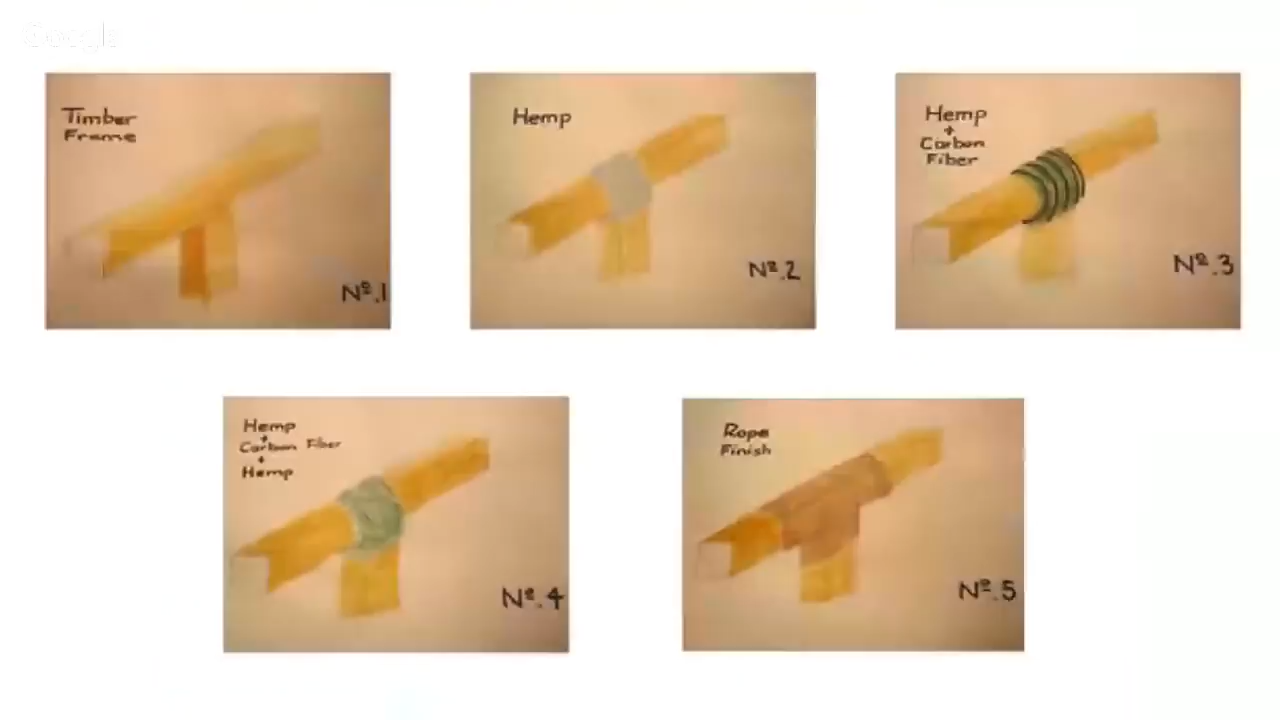 Google
Timber
Frame
Nº.1
Hemp
Nº.2
Hemp
+
Carbon
Fiber
Nº.3
Hemp
+
Carbon Fiber
+
Hemp
Nº.4
Rope
Finish
Nº.5